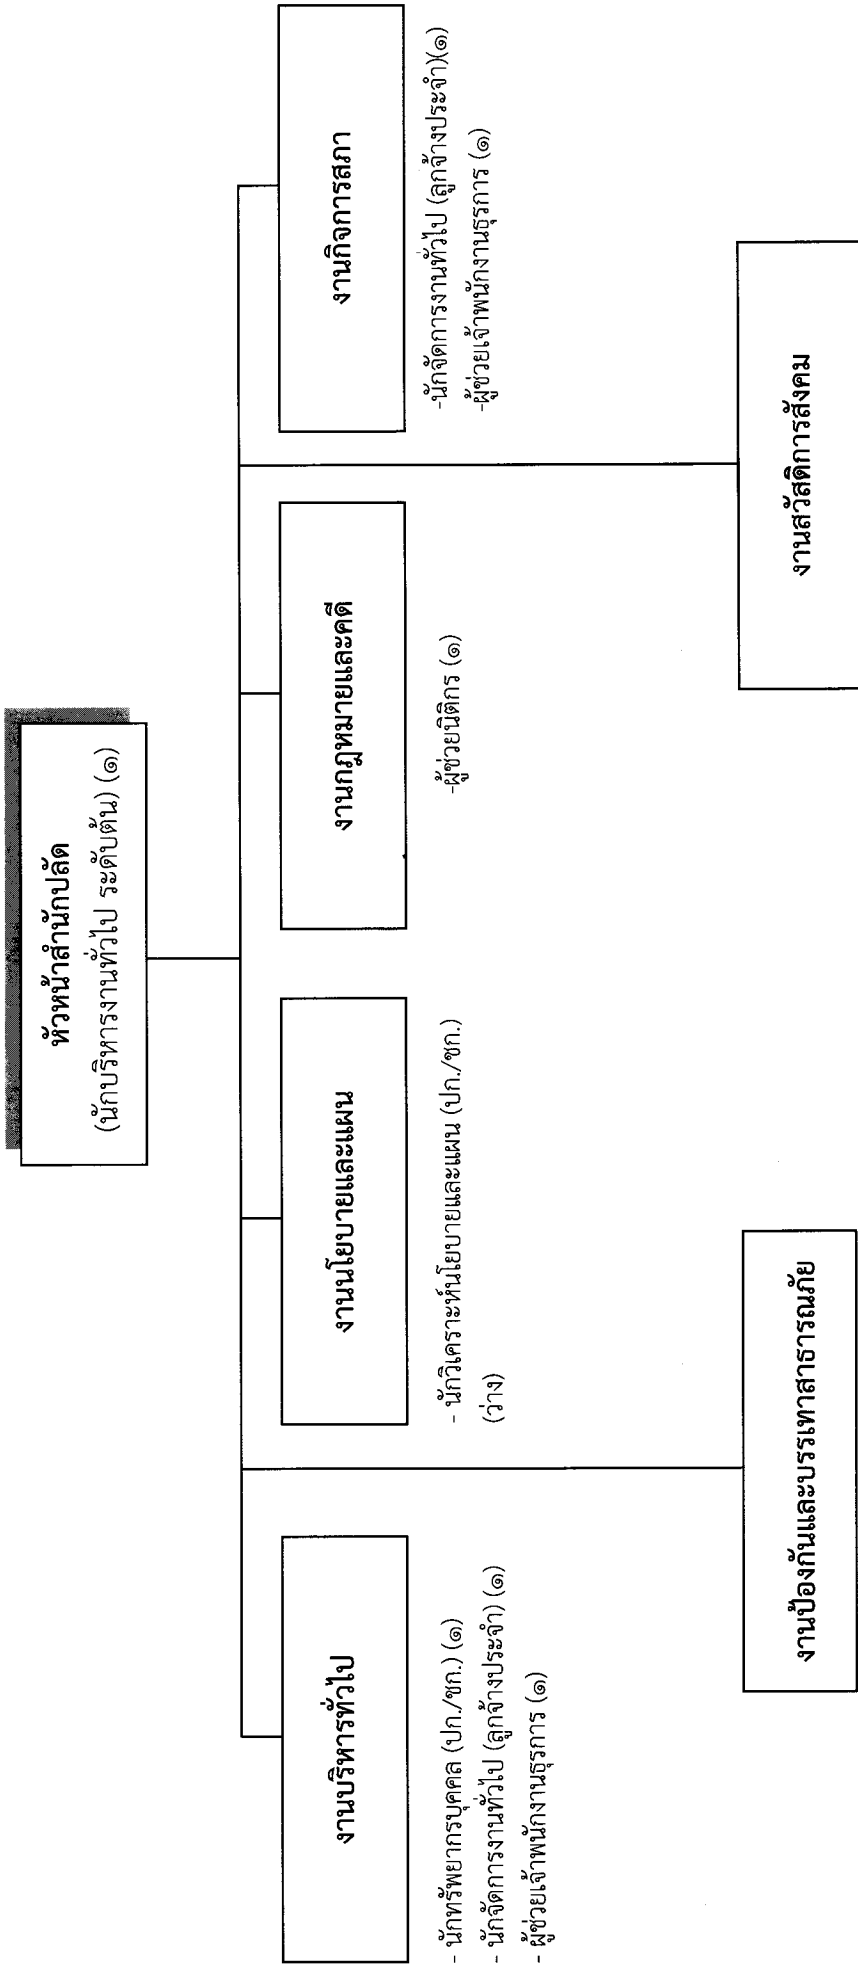 หัวหน้าสำนักปลัด
(นักบริหารงานทั่วไป ระดับต้น) (๑)
งานบริหารทั่วไป
- นักทรัพยากรบุคคล (ปก./ชก.) (๑)
- นักจัดการงานทั่วไป (ลูกจ้างประจำ) (๑)
- ผู้ช่วยเจ้าพนักงานธุรการ (๑)
งานนโยบายและแผน
- นักวิเคราะห์นโยบายและแผน (ปก./ชก.)
(ว่าง)
งานกฎหมายและคดี
-ผู้ช่วยนิติกร (๑)
งานกิจการสภา
-นักจัดการงานทั่วไป (ลูกจ้างประจำ)(๑)
-ผู้ช่วยเจ้าพนักงานธุรการ (๑)
งานป้องกันและบรรเทาสาธารณภัย
งานสวัสดิการสังคม